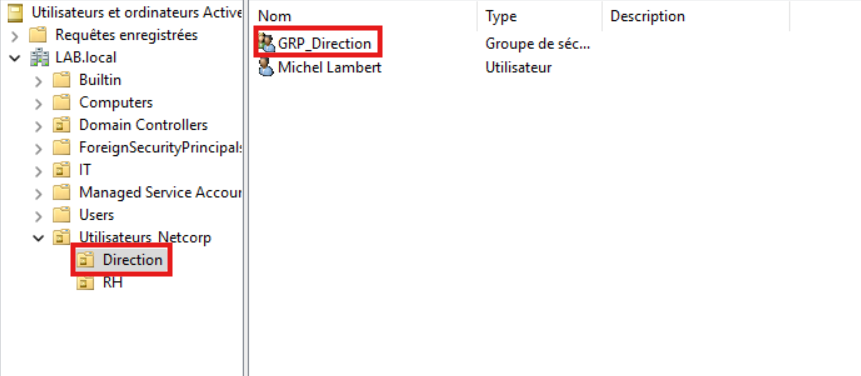 Utilisateurs et ordinateurs Active
Requêtes enregistrées
LAB.local
Builtin
Computers
Domain Controllers
ForeignSecurityPrincipals
IT
Managed Service Accour
Users
Utilisateurs_Netcorp
Direction
RH
Nom Type Description
GRP_Direction Groupe de séc...
Michel Lambert Utilisateur